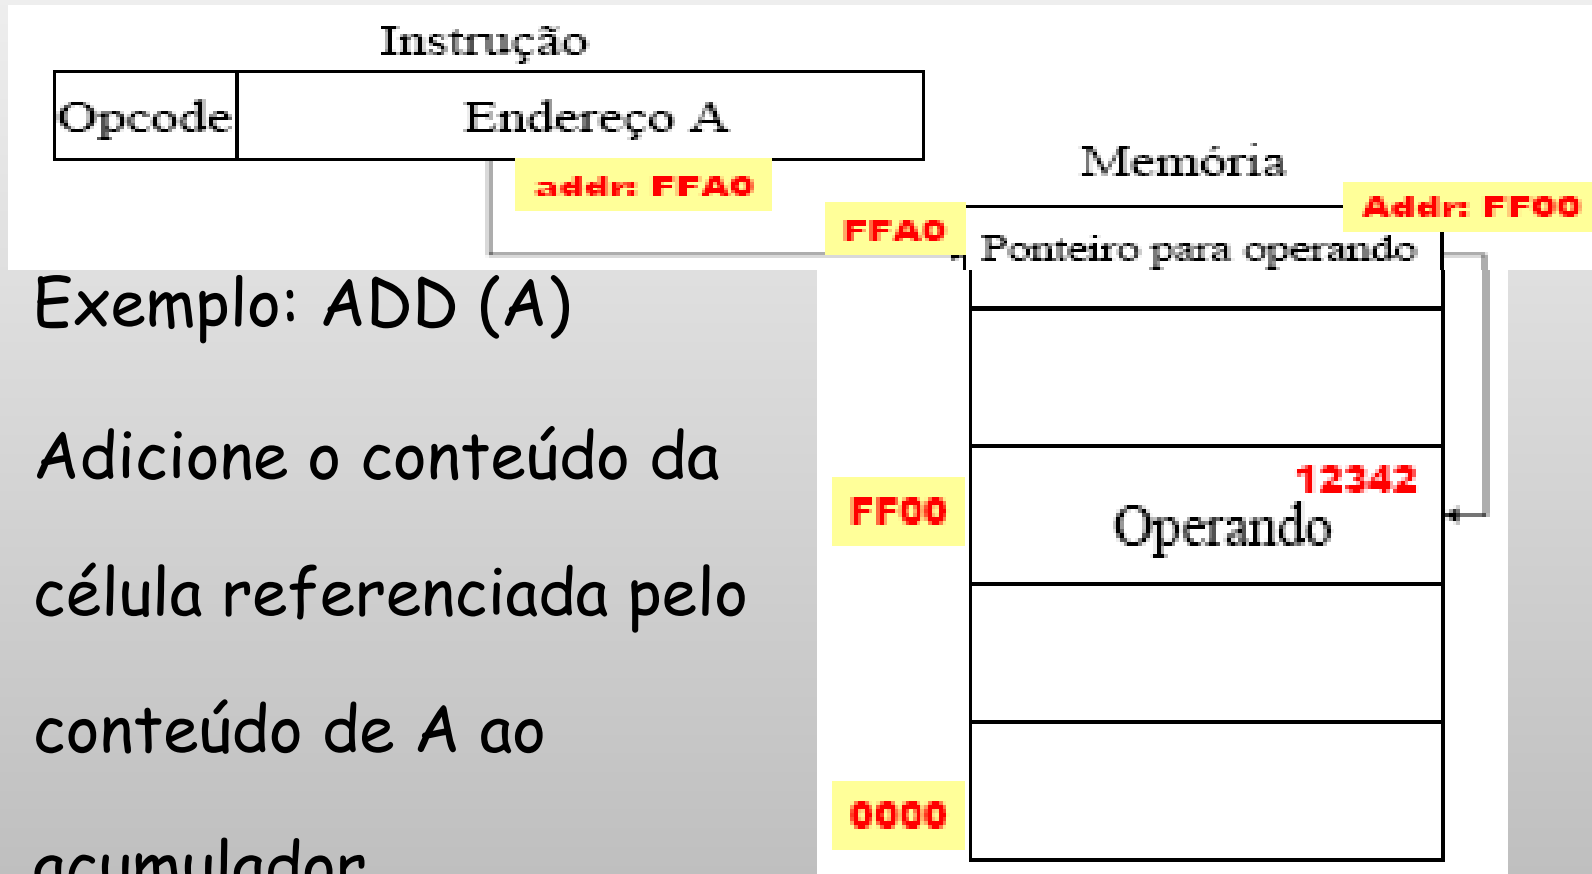 Instrução
Opcode Endereço A
addr: FFA0
Memória
Addr: FF00
FFA0
Ponteiro para operando
Exemplo: ADD (A)
Adicione o conteúdo da
célula referenciada pelo
conteúdo de A ao
acumulador
12342
FF00
Operando
0000